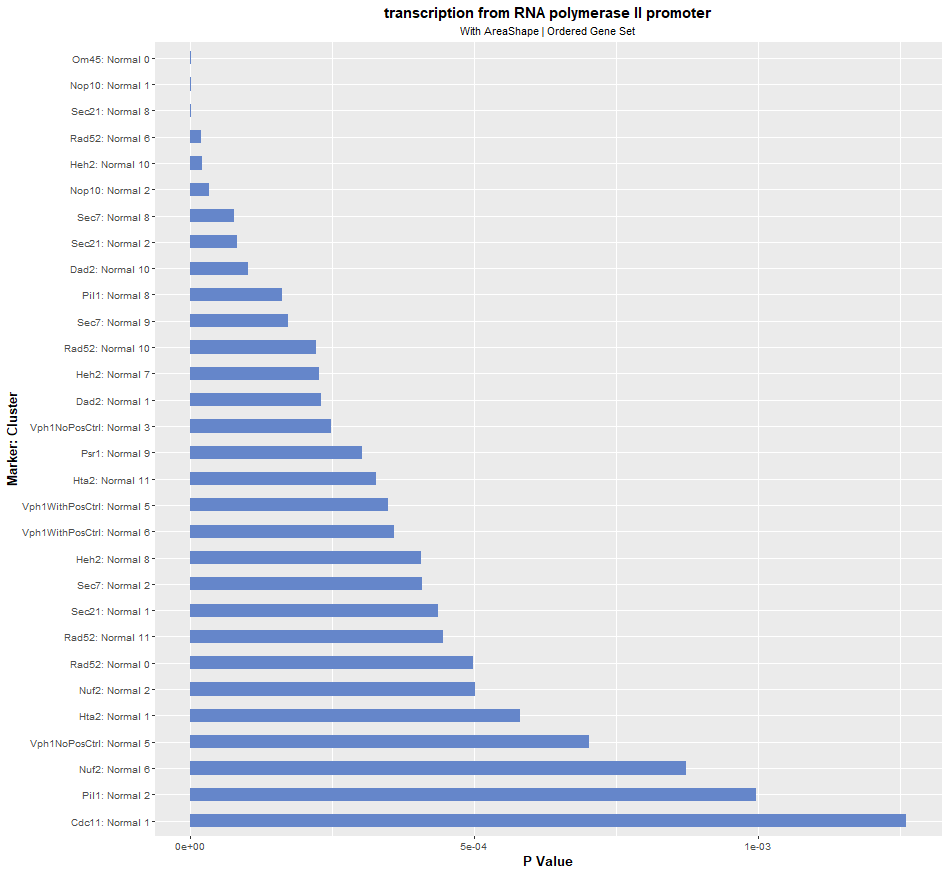 transcription from RNA polymerase II promoter
With AreaShape | Ordered Gene Set
Marker: Cluster
Om45: Normal 0
Nop10: Normal 1
Sec21: Normal 8
Rad52: Normal 6
Heh2: Normal 10
Nop10: Normal 2
Sec7: Normal 8
Sec21: Normal 2
Dad2: Normal 10
Pil1: Normal 8
Sec7: Normal 9
Rad52: Normal 10
Heh2: Normal 7
Dad2: Normal 1
Vph1NoPosCtrl: Normal 3
Psr1: Normal 9
Hta2: Normal 11
Vph1WithPosCtrl: Normal 5
Vph1WithPosCtrl: Normal 6
Heh2: Normal 8
Sec7: Normal 2
Sec21: Normal 1
Rad52: Normal 11
Rad52: Normal 0
Nuf2: Normal 2
Hta2: Normal 1
Vph1NoPosCtrl: Normal 5
Nuf2: Normal 6
Pil1: Normal 2
Cdc11: Normal 1
0e+00 5e-04 1e-03
P Value